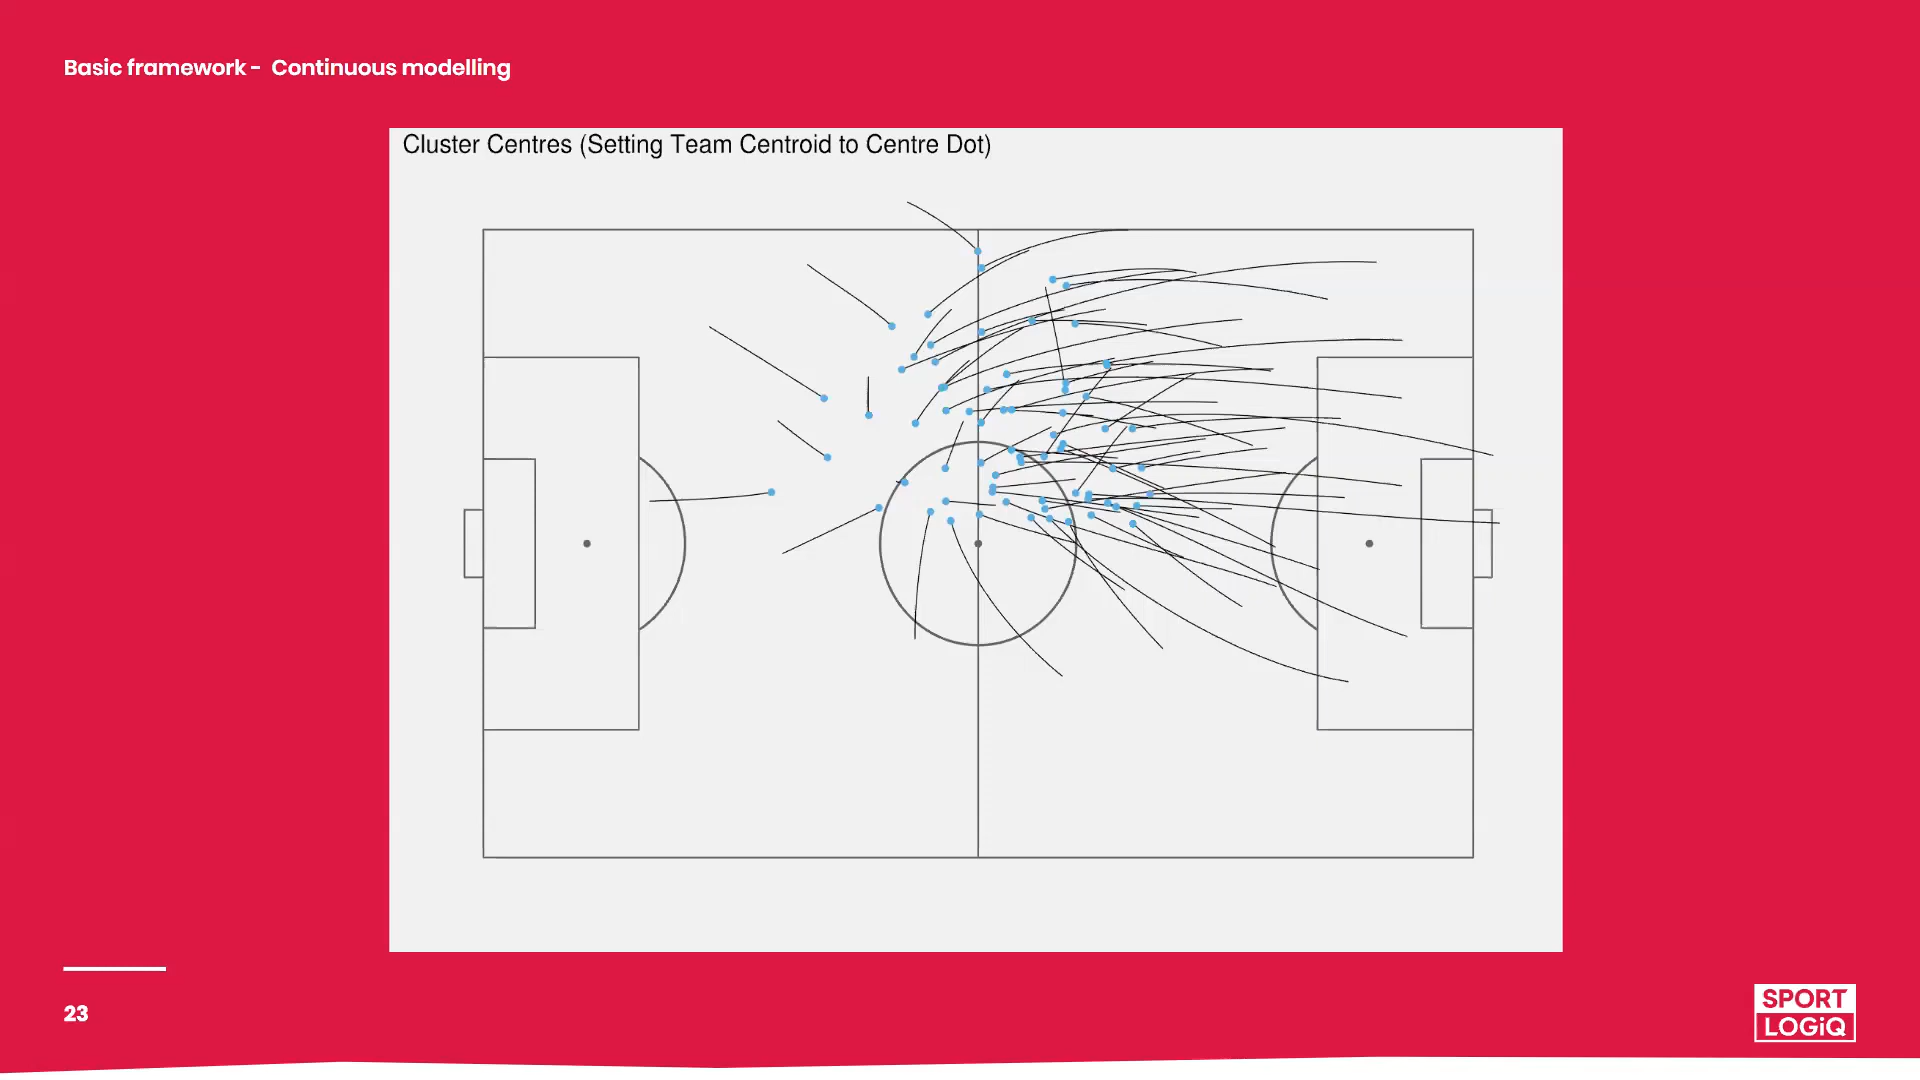 Basic framework - Continuous modelling
Cluster Centres (Setting Team Centroid to Centre Dot)
23
SPORT
LOGiQ